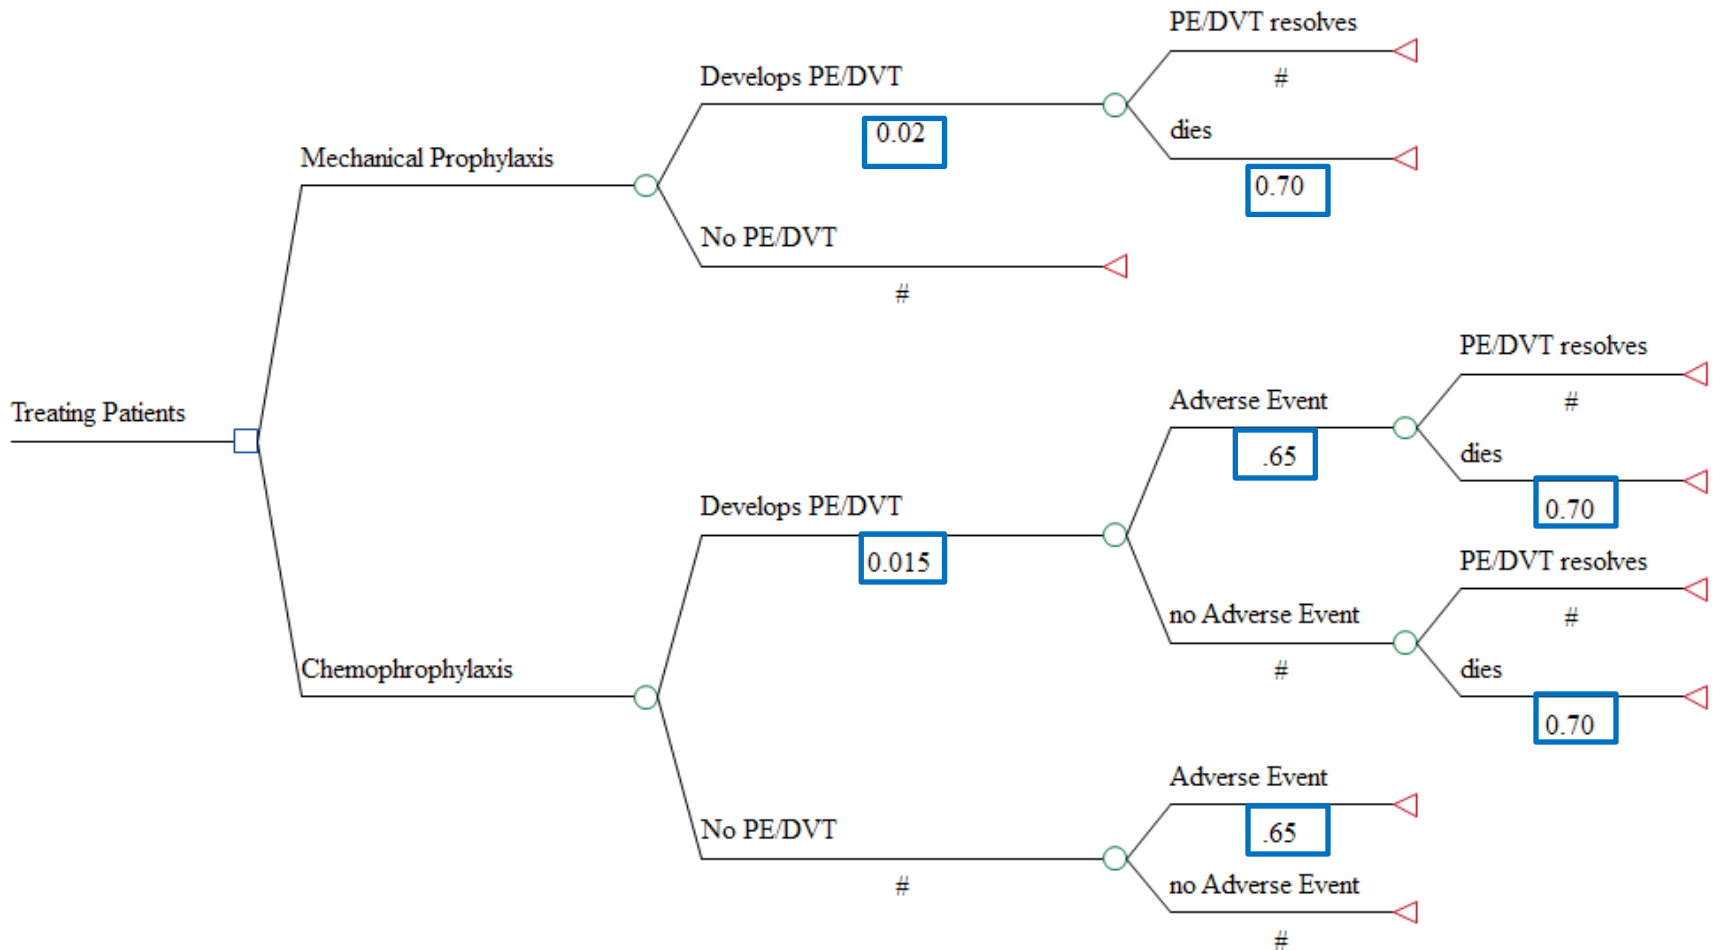 PE/DVT resolves
#
Develops PE/DVT
0.02
dies
0.70
Mechanical Prophylaxis
No PE/DVT
#
Treating Patients
PE/DVT resolves
#
Adverse Event
.65
dies
0.70
Develops PE/DVT
0.015
PE/DVT resolves
#
no Adverse Event
#
dies
0.70
Chemophrophylaxis
Adverse Event
.65
No PE/DVT
#
no Adverse Event
#